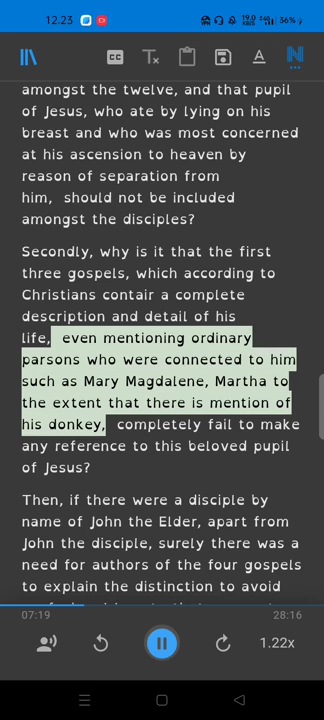 12.23
19.0 KB/S
36%
CC
A
amongst the twelve, and that pupil
of Jesus, who ate by lying on his
breast and who was most concerned
at his ascension to heaven by
reason of separation from
him, should not be included
amongst the disciples?
Secondly, why is it that the first
three gospels, which according to
Christians contair a complete
description and detail of his
life, even mentioning ordinary
parsons who were connected to him
such as Mary Magdalene, Martha to
the extent that there is mention of
his donkey, completely fail to make
any reference to this beloved pupil
of Jesus?
Then, if there were a disciple by
name of John the Elder, apart from
John the disciple, surely there was a
need for authors of the four gospels
to explain the distinction to avoid
07:19
28:16
1.22x